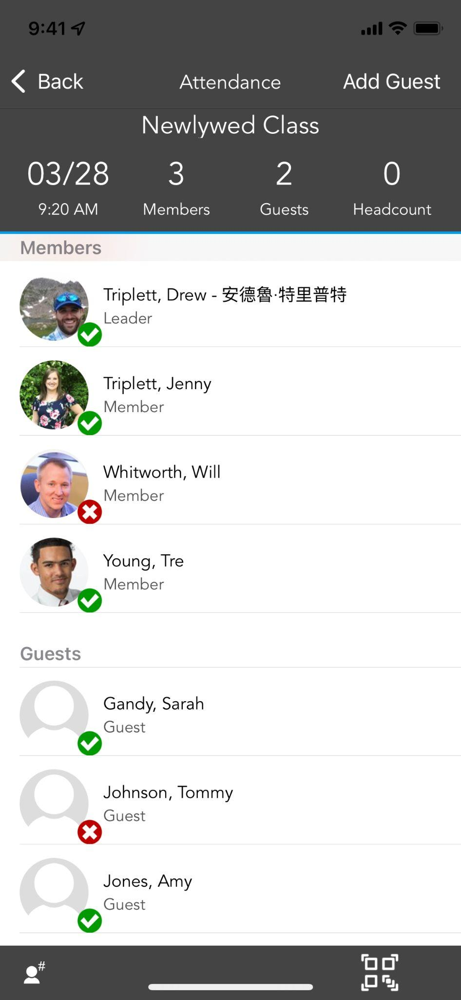 9:41
Back Attendance Add Guest
Newlywed Class
03/28 3 2 0
9:20 AM Members Guests Headcount
Members
Triplett, Drew - 安德魯·特里普特
Leader
Triplett, Jenny
Member
Whitworth, Will
Member
Young, Tre
Member
Guests
Gandy, Sarah
Guest
Johnson, Tommy
Guest
Jones, Amy
Guest
#